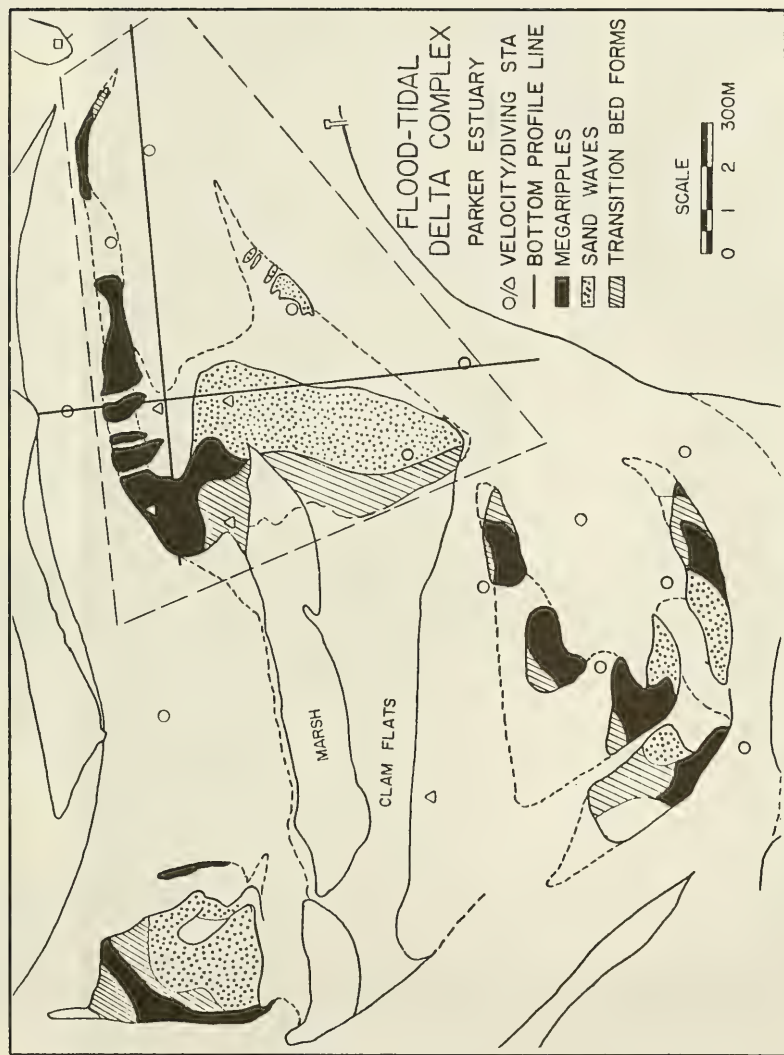 FLOOD-TIDAL
DELTA COMPLEX
PARKER ESTUARY
○/△ VELOCITY/DIVING STA
— BOTTOM PROFILE LINE
MEGARIPPLES
SAND WAVES
TRANSITION BED FORMS
SCALE
0 1 2 300M
MARSH
CLAM FLATS